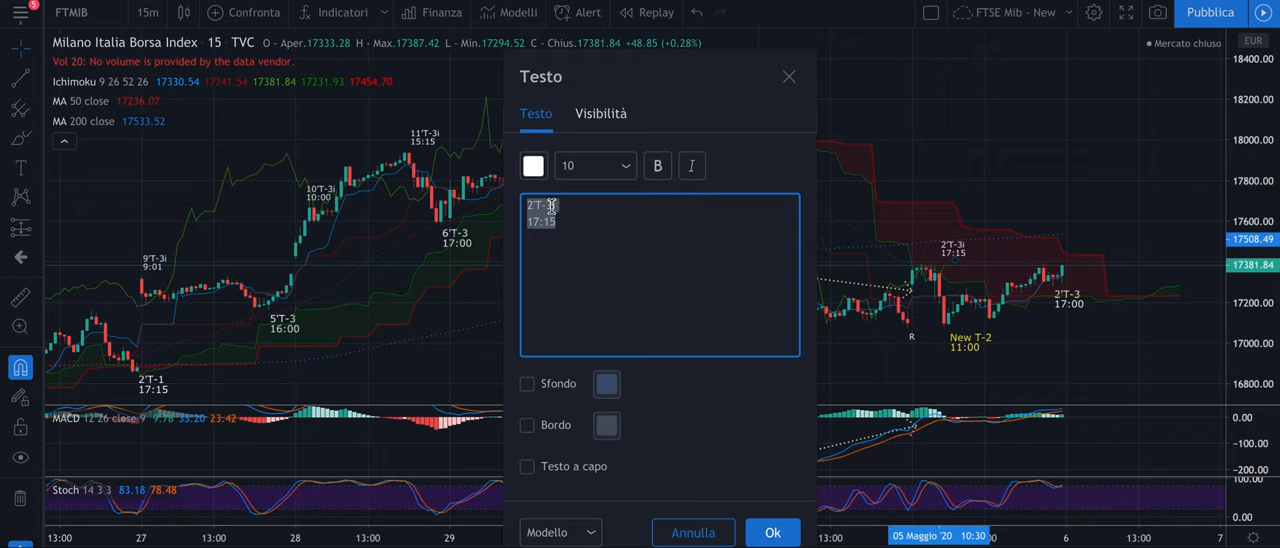 5
FTMIB
15m
Confronta
Indicatori
Finanza
Modelli
Alert
Replay
FTSE Mib - New
Pubblica
Milano Italia Borsa Index · 15 · TVC O - Aper.17333.28 H - Max.17387.42 L - Min.17294.52 C - Chius.17381.84 +48.85 (+0.28%)
Mercato chiuso
EUR
Vol 20: No volume is provided by the data vendor.
Ichimoku 9 26 52 26 17330.54 17241.54 17381.84 17231.93 17454.70
MA 50 close 17236.07
MA 200 close 17533.52
Testo
Testo
Visibilità
10
B
I
17:15
Sfondo
Bordo
Testo a capo
Modello
Annulla
Ok
11'T-3i
15:15
10'T-3i
10:00
6'T-3
17:00
9'T-3i
9:01
5'T-3
16:00
2'T-1
17:15
2'T-3i
17:15
2'T-3
17:00
R
New T-2
11:00
18400.00
18200.00
18000.00
17800.00
17600.00
17508.49
17381.84
17200.00
17000.00
16800.00
MACD 12 26 close 9 9.78 33.20 23.42
0.00
-100.00
-200.00
Stoch 14 3 3 83.18 78.48
100.00
0.00
13:00
27
13:00
28
13:00
29
13:00
05 Maggio '20 10:30
13:00
6
13:00
7